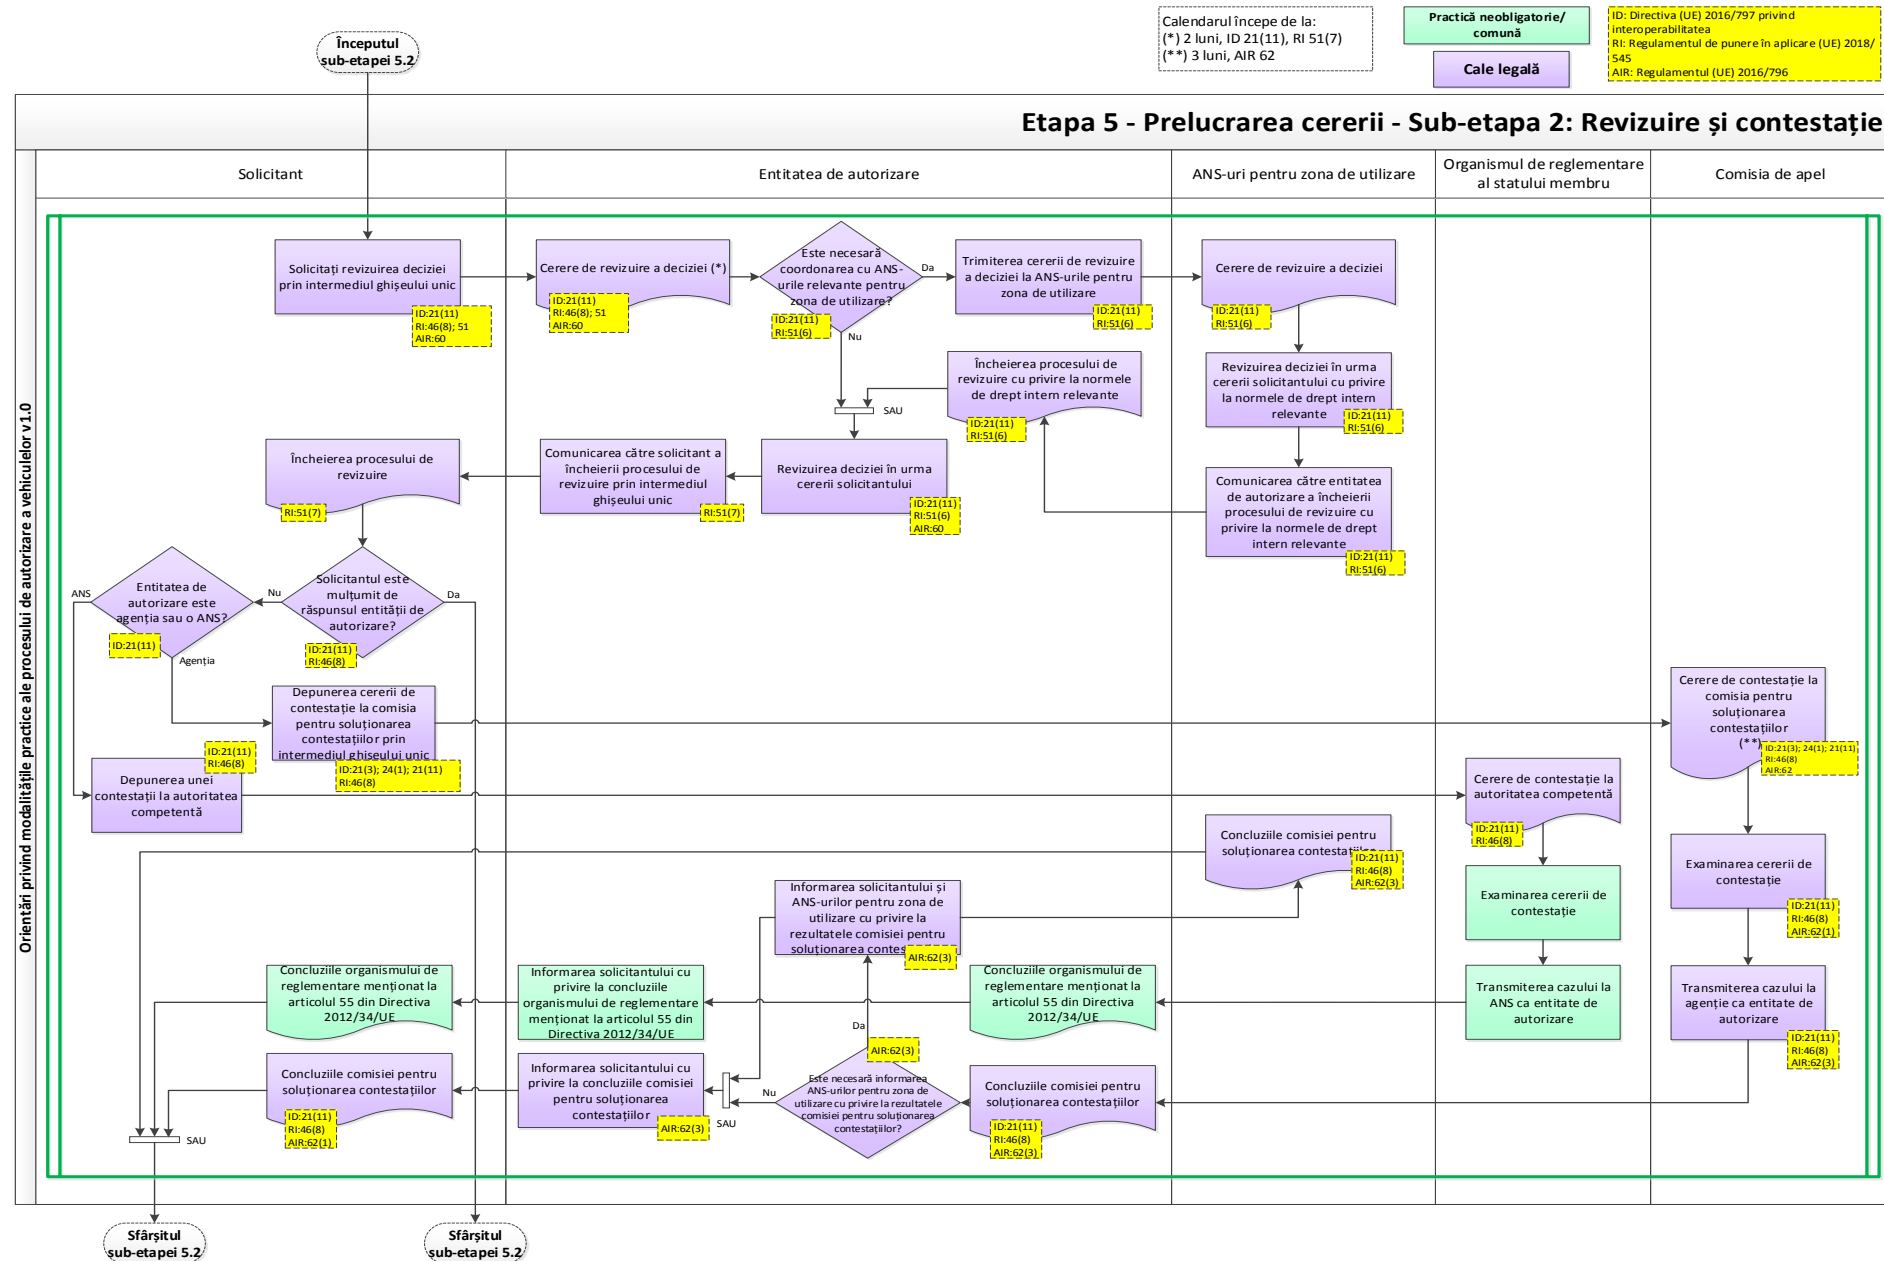 Calendarul începe de la:
(*) 2 luni, ID 21(11), RI 51(7)
(**) 3 luni, AIR 62
Practică neobligatorie/
comună
Cale legală
ID: Directiva (UE) 2016/797 privind
interoperabilitatea
RI: Regulamentul de punere în aplicare (UE) 2018/
545
AIR: Regulamentul (UE) 2016/796
Începutul
sub-etapei 5.2
Etapa 5 - Prelucrarea cererii - Sub-etapa 2: Revizuire și contestație
Orientări privind modalitățile practice ale procesului de autorizare a vehiculelor v1.0
Solicitant
Entitatea de autorizare
ANS-uri pentru zona de utilizare
Organismul de reglementare
al statului membru
Comisia de apel
Solicitați revizuirea deciziei
prin intermediul ghișeului unic
ID:21(11)
RI:46(8); 51
AIR:60
Cerere de revizuire a deciziei (*)
ID:21(11)
RI:46(8); 51
AIR:60
Este necesară
coordonarea cu ANS-
urile relevante pentru
zona de utilizare?
ID:21(11)
RI:51(6)
Da
Nu
Trimiterea cererii de revizuire
a deciziei la ANS-urile pentru
zona de utilizare
ID:21(11)
RI:51(6)
Cerere de revizuire a deciziei
ID:21(11)
RI:51(6)
Încheierea procesului de
revizuire cu privire la normele
de drept intern relevante
ID:21(11)
RI:51(6)
SAU
Revizuirea deciziei în urma
cererii solicitantului cu privire
la normele de drept intern
relevante
ID:21(11)
RI:51(6)
Încheierea procesului de
revizuire
RI:51(7)
Comunicarea către solicitant a
încheierii procesului de
revizuire prin intermediul
ghișeului unic
RI:51(7)
Revizuirea deciziei în urma
cererii solicitantului
ID:21(11)
RI:51(6)
AIR:60
Comunicarea către entitatea
de autorizare a încheierii
procesului de revizuire cu
privire la normele de drept
intern relevante
ID:21(11)
RI:51(6)
ANS
Entitatea de
autorizare este
agenția sau o ANS?
ID:21(11)
Nu
Agenția
Solicitantul este
mulțumit de
răspunsul entității de
autorizare?
ID:21(11)
RI:46(8)
Da
Depunerea cererii de
contestație la comisia
pentru soluționarea
contestațiilor prin
intermediul ghișeului unic
ID:21(3); 24(1); 21(11)
RI:46(8)
Cerere de contestație la
comisia pentru
soluționarea
contestațiilor
(**)
ID:21(3); 24(1); 21(11)
RI:46(8)
AIR:62
ID:21(11)
RI:46(8)
Depunerea unei
contestații la autoritatea
competentă
Cerere de contestație la
autoritatea competentă
ID:21(11)
RI:46(8)
Concluziile comisiei pentru
soluționarea
ID:21(11)
RI:46(8)
AIR:62(3)
Examinarea cererii de
contestație
ID:21(11)
RI:46(8)
AIR:62(1)
Examinarea cererii de
contestație
Informarea solicitantului și
ANS-urilor pentru zona de
utilizare cu privire la
rezultatele comisiei pentru
soluționarea
AIR:62(3)
Concluziile organismului de
reglementare menționat la
articolul 55 din Directiva
2012/34/UE
Informarea solicitantului cu
privire la concluziile
organismului de reglementare
menționat la articolul 55 din
Directiva 2012/34/UE
Concluziile organismului de
reglementare menționat la
articolul 55 din Directiva
2012/34/UE
Transmiterea cazului la
ANS ca entitate de
autorizare
Transmiterea cazului la
agenție ca entitate de
autorizare
ID:21(11)
RI:46(8)
AIR:62(3)
Da
AIR:62(3)
Concluziile comisiei pentru
soluționarea contestațiilor
ID:21(11)
RI:46(8)
AIR:62(1)
Informarea solicitantului cu
privire la concluziile comisiei
pentru soluționarea
contestațiilor
AIR:62(3)
SAU
Nu
Este necesară informarea
ANS-urilor pentru zona de
utilizare cu privire la rezultatele
comisiei pentru soluționarea
contestațiilor?
Concluziile comisiei pentru
soluționarea contestațiilor
ID:21(11)
RI:46(8)
AIR:62(3)
SAU
Sfârșitul
sub-etapei 5.2
Sfârșitul
sub-etapei 5.2